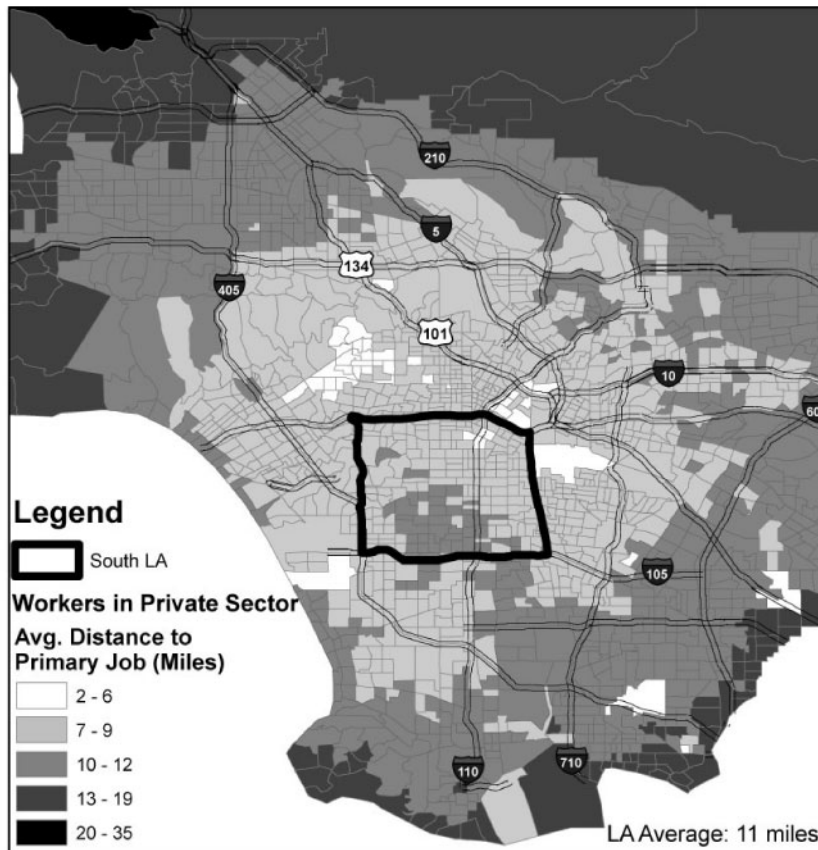 210
5
134
405
101
10
60
Legend
South LA
Workers in Private Sector
Avg. Distance to
Primary Job (Miles)
2 - 6
7 - 9
10 - 12
13 - 19
20 - 35
105
110
710
LA Average: 11 miles